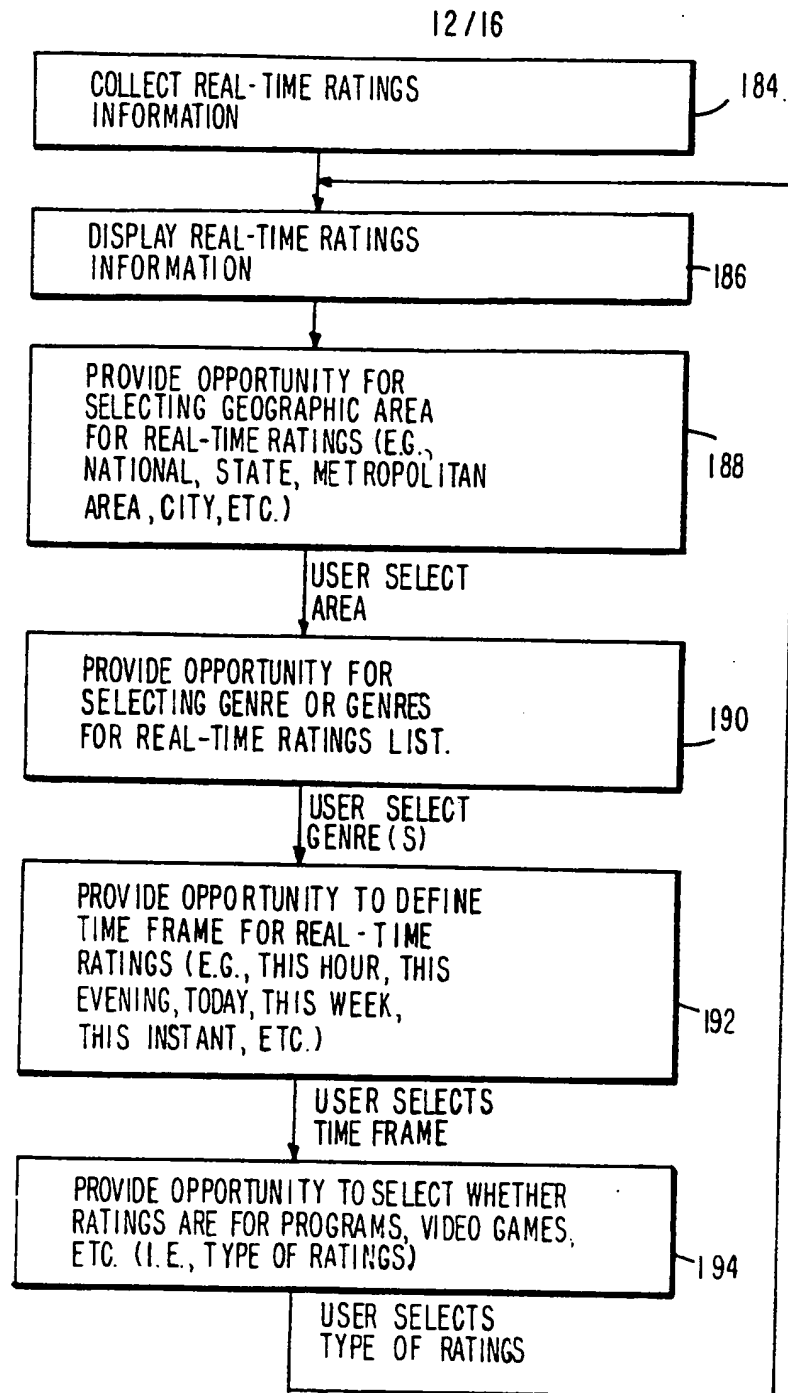 12/16
COLLECT REAL-TIME RATINGS
INFORMATION
184
DISPLAY REAL-TIME RATINGS
INFORMATION
186
PROVIDE OPPORTUNITY FOR
SELECTING GEOGRAPHIC AREA
FOR REAL-TIME RATINGS (E.G.,
NATIONAL, STATE, METROPOLITAN
AREA, CITY, ETC.)
188
USER SELECT
AREA
PROVIDE OPPORTUNITY FOR
SELECTING GENRE OR GENRES
FOR REAL-TIME RATINGS LIST.
190
USER SELECT
GENRE(S)
PROVIDE OPPORTUNITY TO DEFINE
TIME FRAME FOR REAL-TIME
RATINGS (E.G., THIS HOUR, THIS
EVENING, TODAY, THIS WEEK,
THIS INSTANT, ETC.)
192
USER SELECTS
TIME FRAME
PROVIDE OPPORTUNITY TO SELECT WHETHER
RATINGS ARE FOR PROGRAMS, VIDEO GAMES,
ETC. (I.E., TYPE OF RATINGS)
194
USER SELECTS
TYPE OF RATINGS